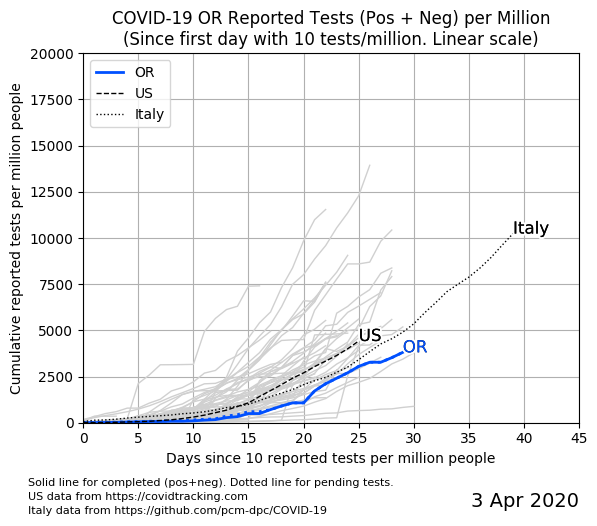 COVID-19 OR Reported Tests (Pos + Neg) per Million
(Since first day with 10 tests/million. Linear scale)
Cumulative reported tests per million people
20000
17500
15000
12500
10000
7500
5000
2500
0
OR
US
Italy
Italy
US
OR
0 5 10 15 20 25 30 35 40 45
Days since 10 reported tests per million people
Solid line for completed (pos+neg). Dotted line for pending tests.
US data from https://covidtracking.com
Italy data from https://github.com/pcm-dpc/COVID-19
3 Apr 2020